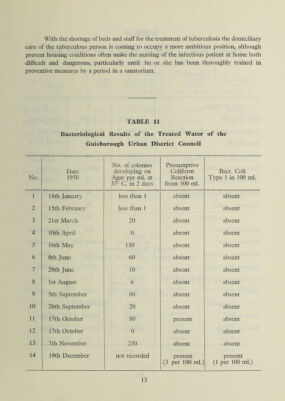 With the shortage of beds and staff for the treatment of tuberculosis the domiciliary
care of the tuberculous person is coming to occupy a more ambitious position, although
present housing conditions often make the nursing of the infectious patient at home both
difficult and dangerous, particularly until he or she has been thoroughly trained in
preventive measures by a period in a sanatorium.
TABLE 11
Bacteriological Results of the Treated Water of the
Guisborough Urban District Council
No. Date 1950 No. of colonies developing on Agar per ml. at 37° C. in 2 days Presumptive Coliform Reaction from 100 ml. Bact. Coli Type 1 in 100 ml.
1 18th January less than 1 absent absent
2 15th February less than 1 absent absent
3 21st March 20 absent absent
4 10th April 0 absent absent
5 16th May 150 absent absent
6 8th June 60 absent absent
7 29th June 10 absent absent
8 1st August 6 absent absent
9 5th September 80 absent absent
10 26th September 20 absent absent
11 17th October 80 present absent
12 17th October 0 absent absent
13 7th November 250 absent absent
14 19th December not recorded present (3 per 100 ml.) present (1 per 100 ml.)
13